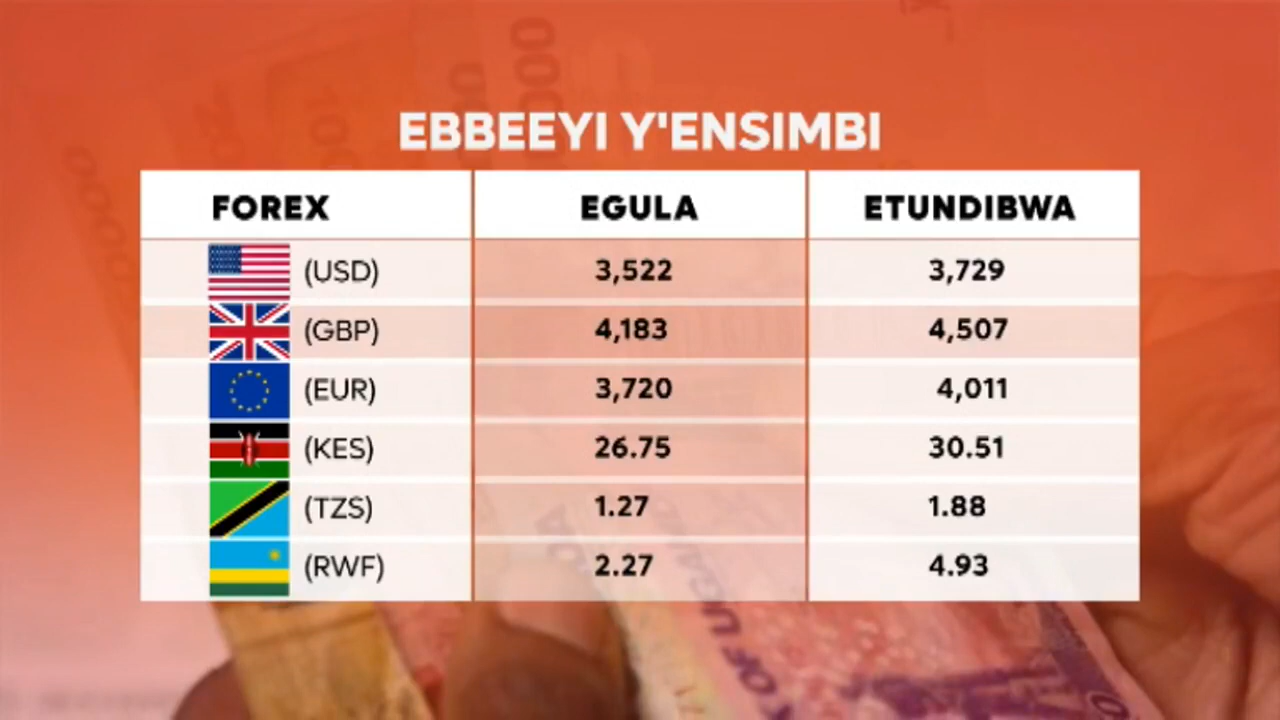 EBBEEYI Y'ENSIMBI
FOREX EGULA ETUNDIBWA
(USD) 3,522 3,729
(GBP) 4,183 4,507
(EUR) 3,720 4,011
(KES) 26.75 30.51
(TZS) 1.27 1.88
(RWF) 2.27 4.93